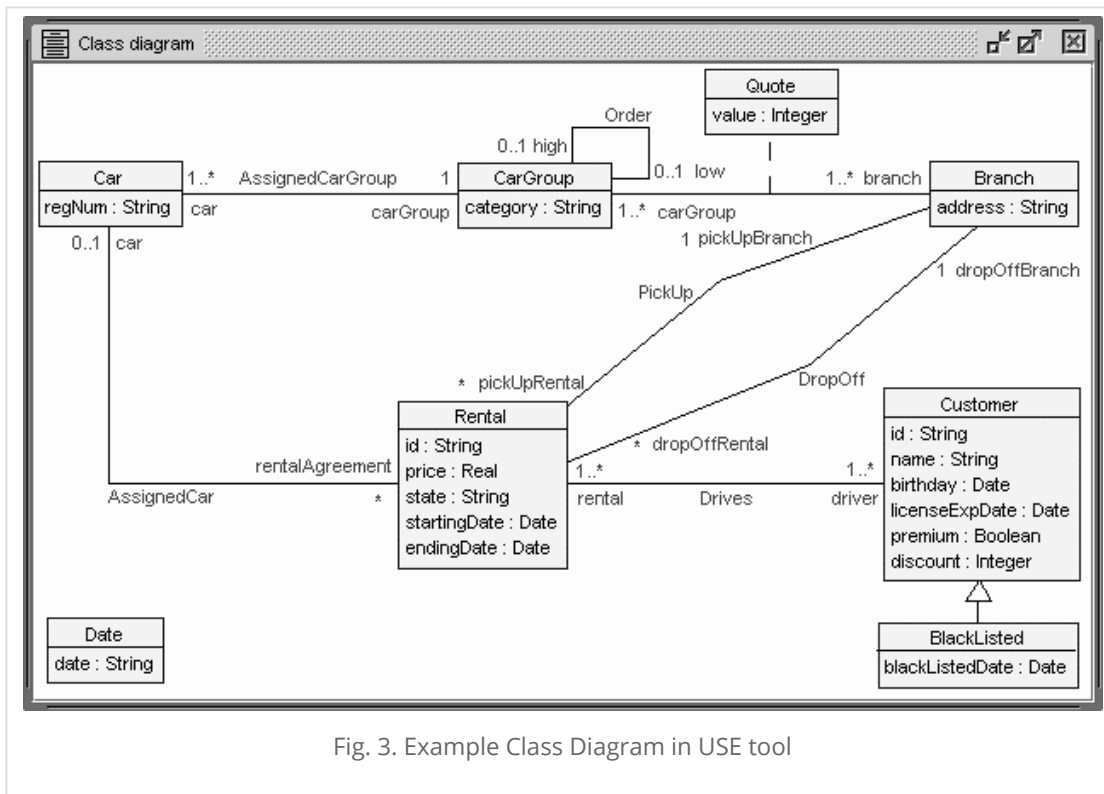 Class diagram
Quote
value : Integer
Order
0..1 high
0..1 low
Car
regNum : String
1..* AssignedCarGroup 1
car
carGroup
CarGroup
category : String
1..* carGroup
1..* branch
Branch
address : String
0..1 car
1 pickUpBranch
1 dropOffBranch
PickUp
DropOff
* pickUpRental
* dropOffRental
Rental
id : String
price : Real
state : String
startingDate : Date
endingDate : Date
rentalAgreement
*
AssignedCar
1..*
rental
Drives
1..*
driver
Customer
id : String
name : String
birthday : Date
licenseExpDate : Date
premium : Boolean
discount : Integer
Date
date : String
BlackListed
blackListedDate : Date
Fig. 3. Example Class Diagram in USE tool